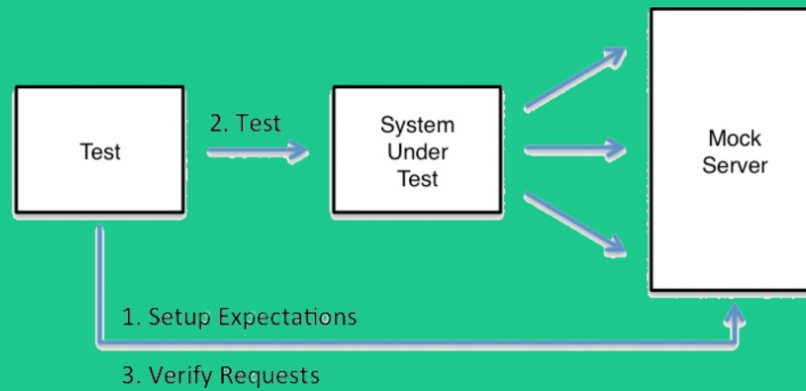 Test
2. Test
System
Under
Test
Mock
Server
1. Setup Expectations
3. Verify Requests